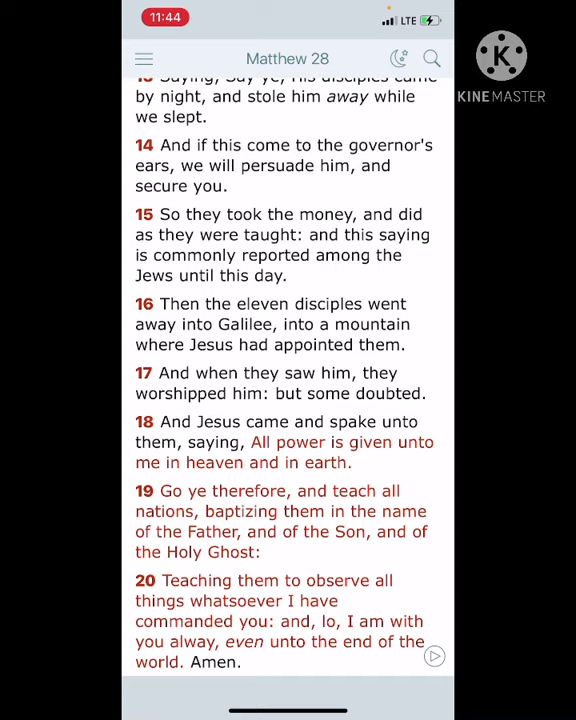 11:44
LTE
Matthew 28
K
KINEMASTER
13 Saying, Say ye, His disciples came
by night, and stole him away while
we slept.
14 And if this come to the governor's
ears, we will persuade him, and
secure you.
15 So they took the money, and did
as they were taught: and this saying
is commonly reported among the
Jews until this day.
16 Then the eleven disciples went
away into Galilee, into a mountain
where Jesus had appointed them.
17 And when they saw him, they
worshipped him: but some doubted.
18 And Jesus came and spake unto
them, saying, All power is given unto
me in heaven and in earth.
19 Go ye therefore, and teach all
nations, baptizing them in the name
of the Father, and of the Son, and of
the Holy Ghost:
20 Teaching them to observe all
things whatsoever I have
commanded you: and, lo, I am with
you alway, even unto the end of the
world. Amen.